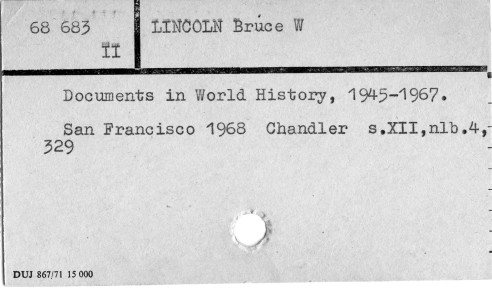 68 683
II
LINCOLN Bruce W
Documents in World History, 1945-1967.
San Francisco 1968 Chandler s.XII,nlb.4,
329
DUJ 867/71 15 000